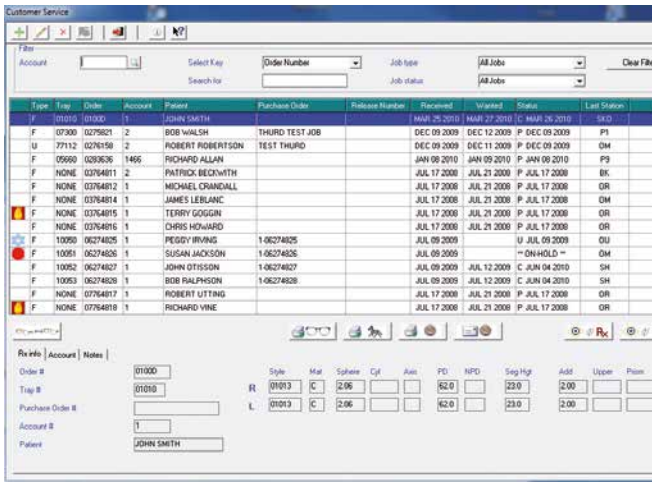 Customer Service
Filter
Account Select Key Order Number Job type All Jobs Clear Filte
Search for Job status All Jobs
Type Tray Order Account Patient Purchase Order Release Number Received Wanted Status Last Station
F 01010 0100D 1 JOHN SMITH MAR 25 2010 MAR 27 2010 C MAR 26 2010 SKD
F 07300 0275821 2 BOB WALSH THURD TEST JOB DEC 09 2009 DEC 12 2009 P DEC 09 2009 P1
U 77112 0276158 2 ROBERT ROBERTSON TEST THURD DEC 09 2009 DEC 11 2009 P DEC 09 2009 OM
F 05660 0283636 1466 RICHARD ALLAN JAN 08 2010 JAN 09 2010 P JAN 08 2010 P9
F NONE 03764811 2 PATRICK BECKWITH JUL 17 2008 JUL 21 2008 P JUL 17 2008 BK
F NONE 03764812 1 MICHAEL CRANDALL JUL 17 2008 JUL 21 2008 P JUL 17 2008 OR
F NONE 03764814 1 JAMES LEBLANC JUL 17 2008 JUL 21 2008 P JUL 17 2008 OM
F NONE 03764815 1 TERRY GOGGIN JUL 17 2008 JUL 21 2008 P JUL 17 2008 OR
F NONE 03764816 1 CHRIS HOWARD JUL 17 2008 JUL 21 2008 P JUL 17 2008 OR
F 10050 06274825 1 PEGGY IRVING 1-06274825 JUL 09 2009 U JUL 09 2009 OU
F 10051 06274826 1 SUSAN JACKSON 1-06274826 JUL 09 2009 ** ON-HOLD ** OM
F 10052 06274827 1 JOHN OTISSON 1-06274827 JUL 09 2009 JUL 12 2009 C JUN 04 2010 SH
F 10053 06274828 1 BOB RALPHSON 1-06274828 JUL 09 2009 JUL 12 2009 C JUN 04 2010 SH
F NONE 07764817 1 ROBERT UTTING JUL 17 2008 JUL 21 2008 P JUL 17 2008 OR
F NONE 07764818 1 RICHARD VINE JUL 17 2008 JUL 21 2008 P JUL 17 2008 OR
Rx
Rx info Account Notes
Order # 0100D Style Mat Sphere Cyl Axis PD NPD Seg Hgt Add Upper Prism
Tray # 01010 R 01013 C 2.06 62.0 23.0 2.00
Purchase Order # L 01013 C 2.06 62.0 23.0 2.00
Account # 1
Patient JOHN SMITH